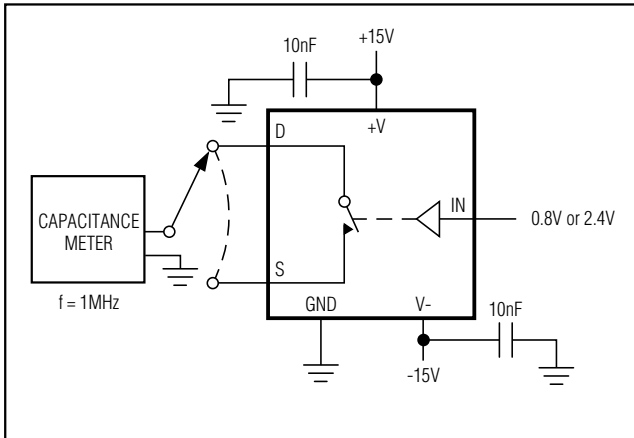 +15V
10nF
D
+V
IN
0.8V or 2.4V
CAPACITANCE
METER
S
f = 1MHz
GND
V-
10nF
-15V